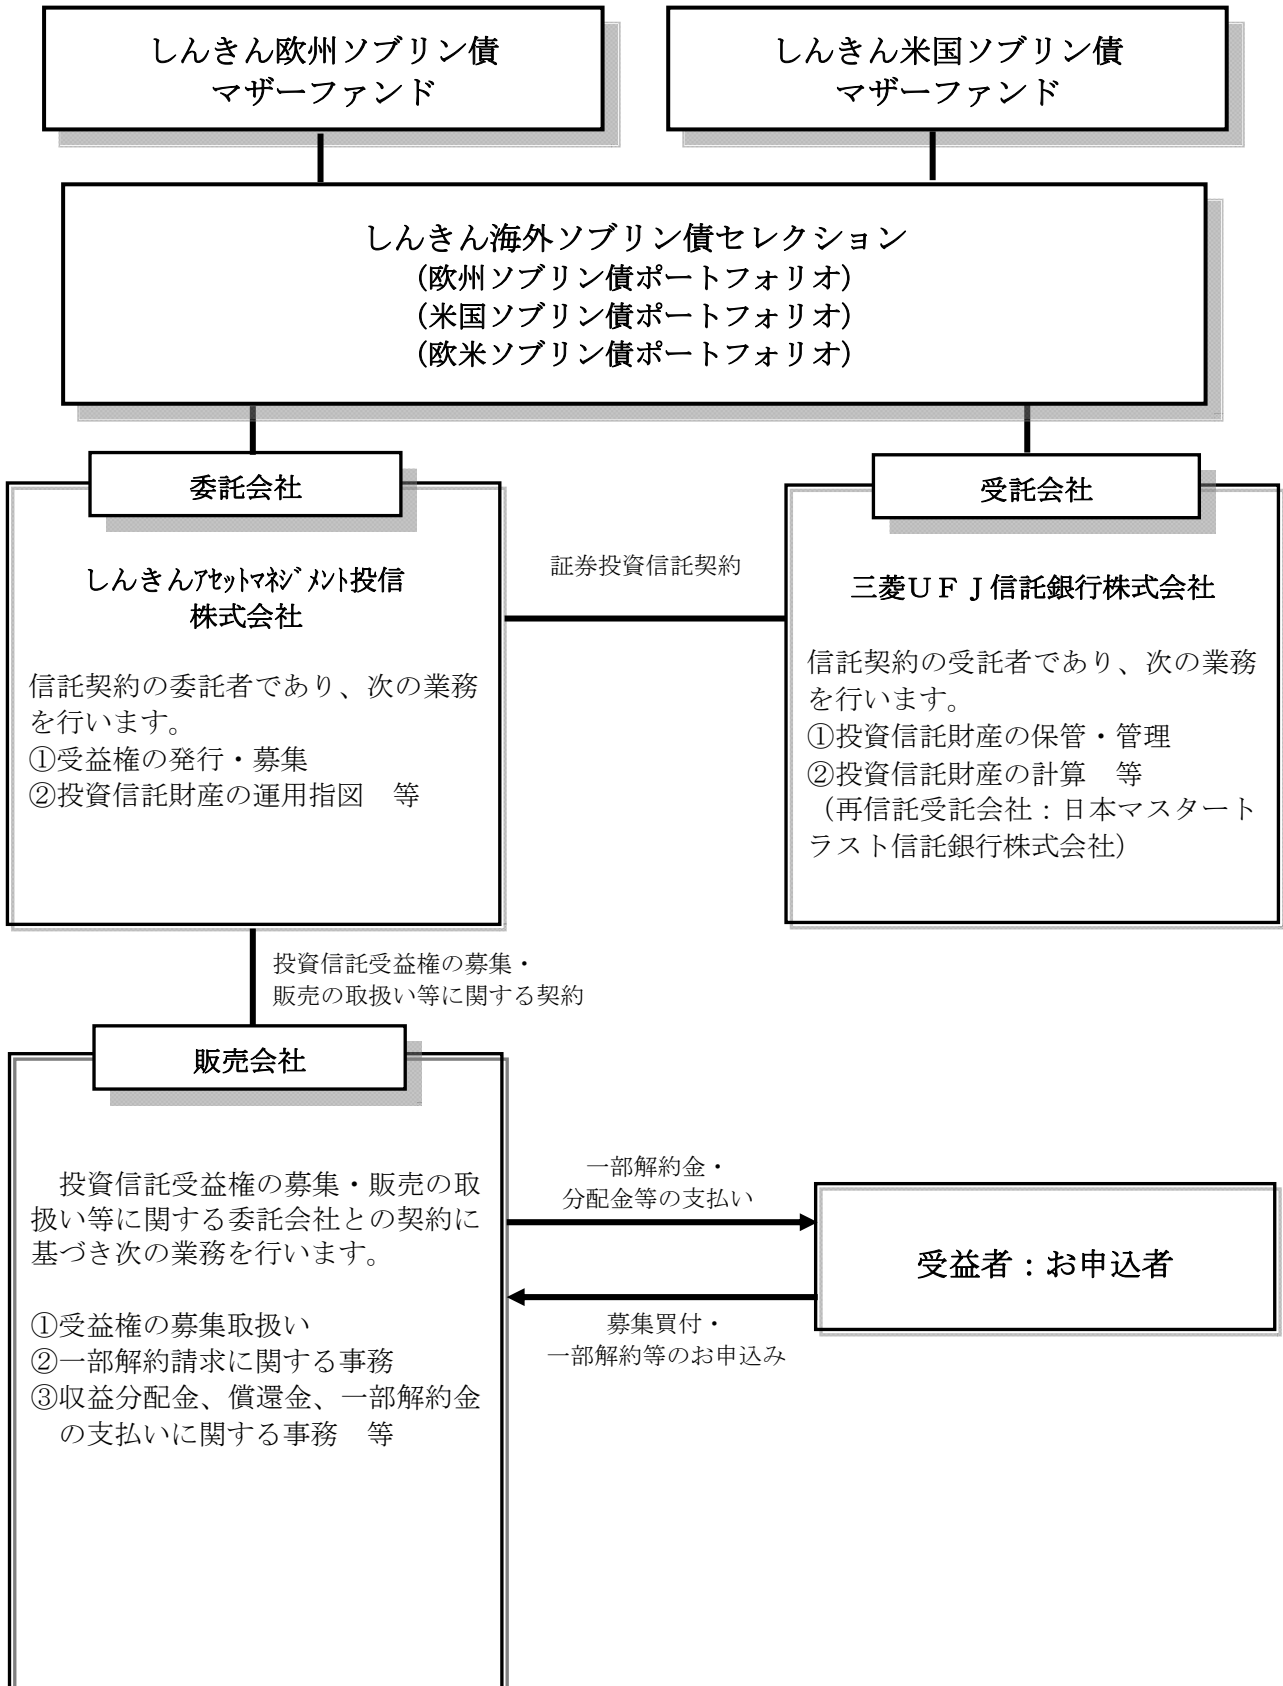 しんきん欧州ソブリン債
マザーファンド
しんきん米国ソブリン債
マザーファンド
しんきん海外ソブリン債セレクション
（欧州ソブリン債ポートフォリオ）
（米国ソブリン債ポートフォリオ）
（欧米ソブリン債ポートフォリオ）
委託会社
しんきんｱｾｯﾄﾏﾈｼﾞﾒﾝﾄ投信
株式会社
信託契約の委託者であり、次の業務
を行います。
①受益権の発行・募集
②投資信託財産の運用指図　等
証券投資信託契約
受託会社
三菱ＵＦＪ信託銀行株式会社
信託契約の受託者であり、次の業務
を行います。
①投資信託財産の保管・管理
②投資信託財産の計算　等
（再信託受託会社：日本マスタート
ラスト信託銀行株式会社）
投資信託受益権の募集・
販売の取扱い等に関する契約
販売会社
投資信託受益権の募集・販売の取
扱い等に関する委託会社との契約に
基づき次の業務を行います。
①受益権の募集取扱い
②一部解約請求に関する事務
③収益分配金、償還金、一部解約金
の支払いに関する事務　等
一部解約金・
分配金等の支払い
募集買付・
一部解約等のお申込み
受益者：お申込者